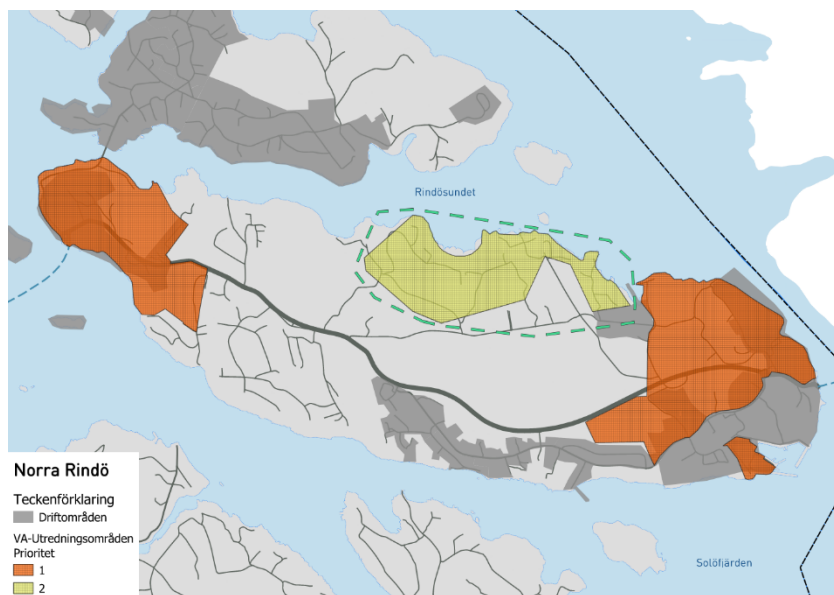 Rindösundet
Norra Rindö
Teckenförklaring
Driftområden
VA-Utredningsområden
Prioritet
1
2
Solöfjärden